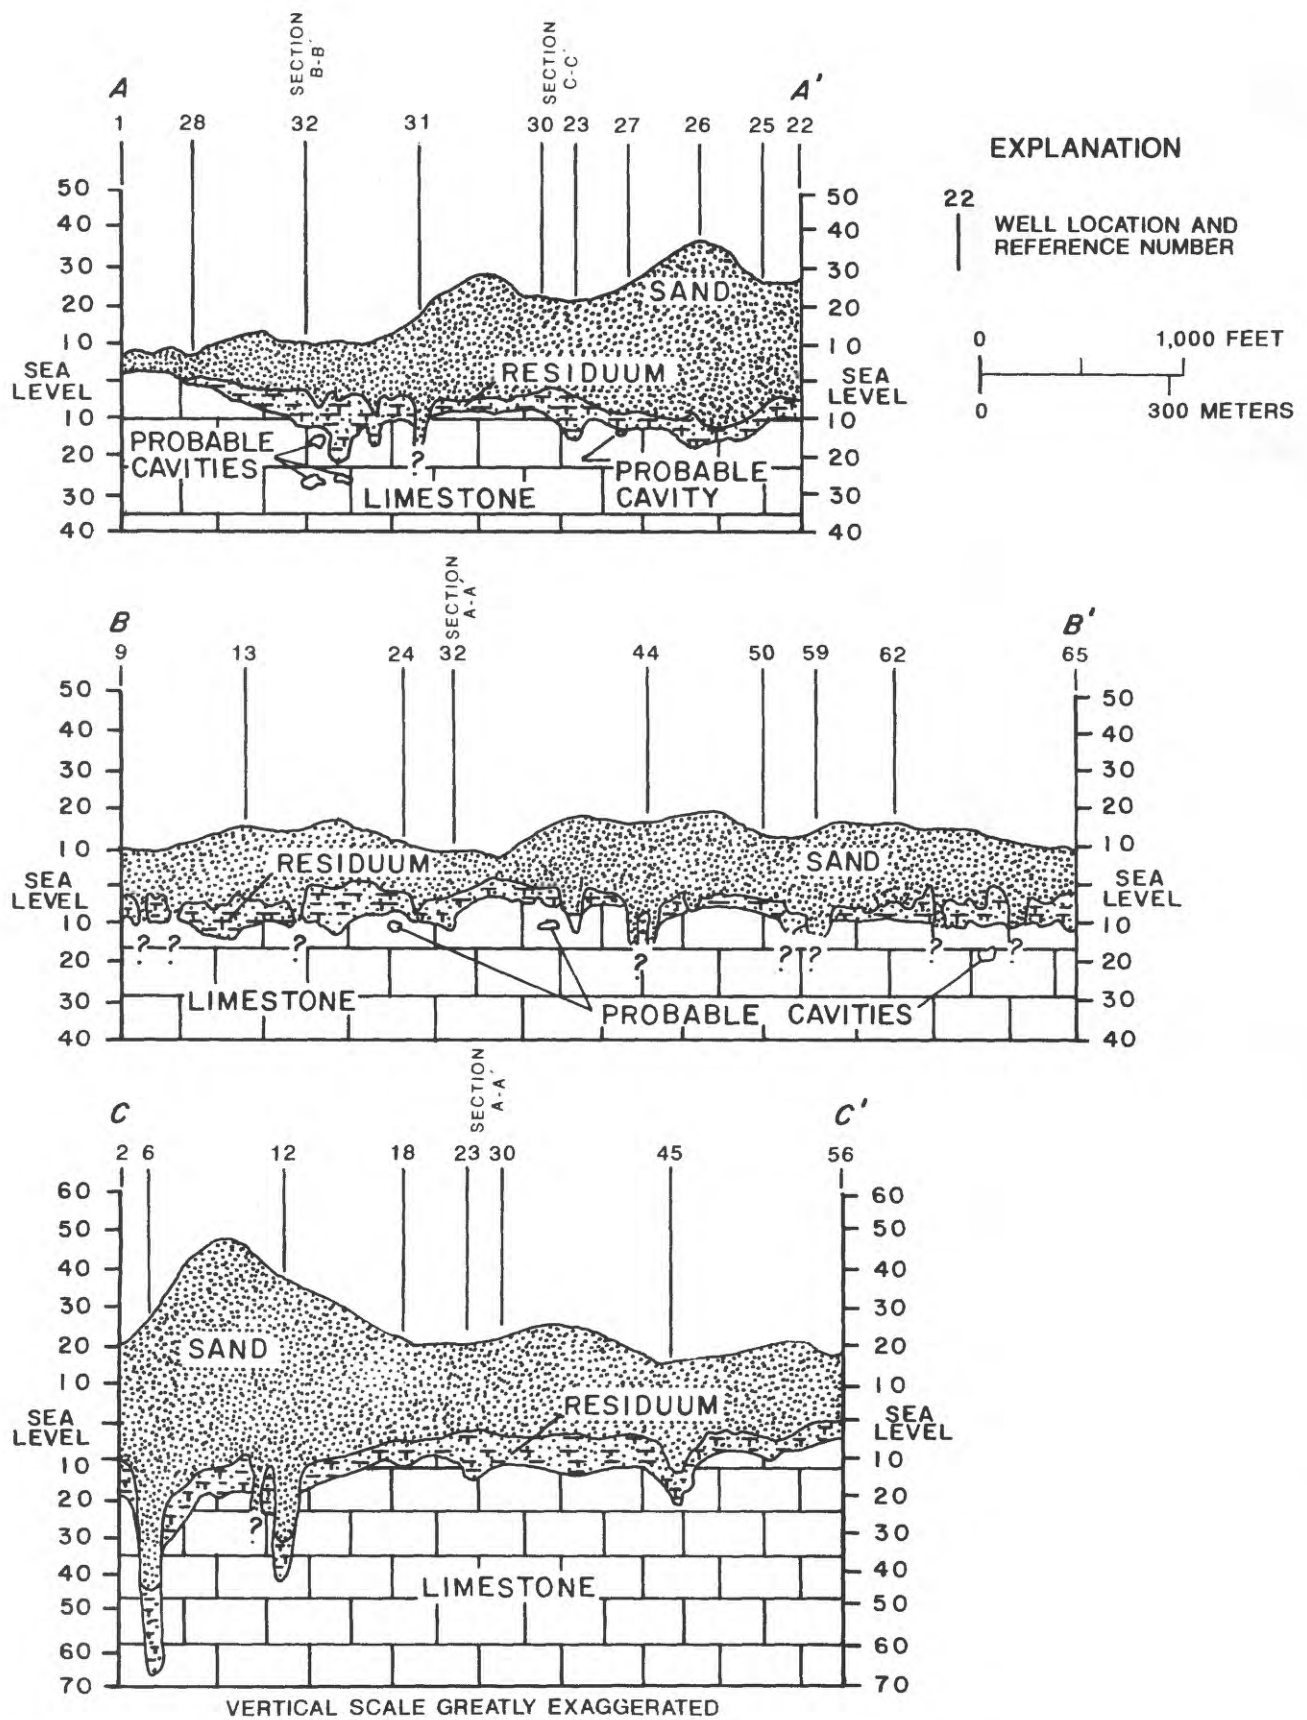 SECTION
B-B'
SECTION
C-C'
A
A'
1 28 32 31 30 23 27 26 25 22
50
40
30
20
10
SEA
LEVEL
10
20
30
40
50
40
30
20
10
SEA
LEVEL
10
20
30
40
SAND
RESIDUUM
PROBABLE
CAVITIES
?
LIMESTONE
PROBABLE
CAVITY
EXPLANATION
22
WELL LOCATION AND
REFERENCE NUMBER
0 1,000 FEET
0 300 METERS
SECTION
A-A'
B
B'
9 13 24 32 44 50 59 62 65
50
40
30
20
10
SEA
LEVEL
10
20
30
40
50
40
30
20
10
SEA
LEVEL
10
20
30
40
RESIDUUM
SAND
? ? ? ? ? ? ? ?
LIMESTONE
PROBABLE CAVITIES
SECTION
A-A'
C
C'
2 6 12 18 23 30 45 56
60
50
40
30
20
10
SEA
LEVEL
10
20
30
40
50
60
70
60
50
40
30
20
10
SEA
LEVEL
10
20
30
40
50
60
70
SAND
RESIDUUM
?
LIMESTONE
VERTICAL SCALE GREATLY EXAGGERATED